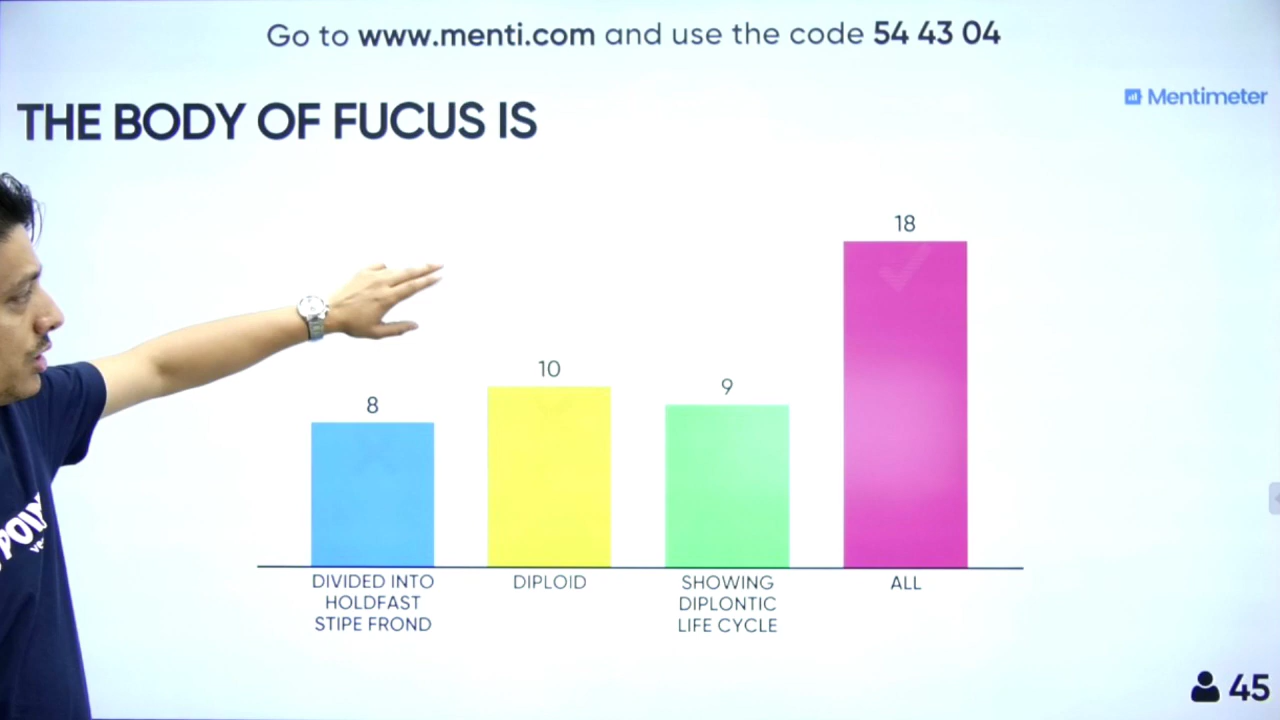 Go to www.menti.com and use the code 54 43 04
Mentimeter
THE BODY OF FUCUS IS
18
10
9
8
DIVIDED INTO
HOLDFAST
STIPE FROND
DIPLOID
SHOWING
DIPLONTIC
LIFE CYCLE
ALL
45